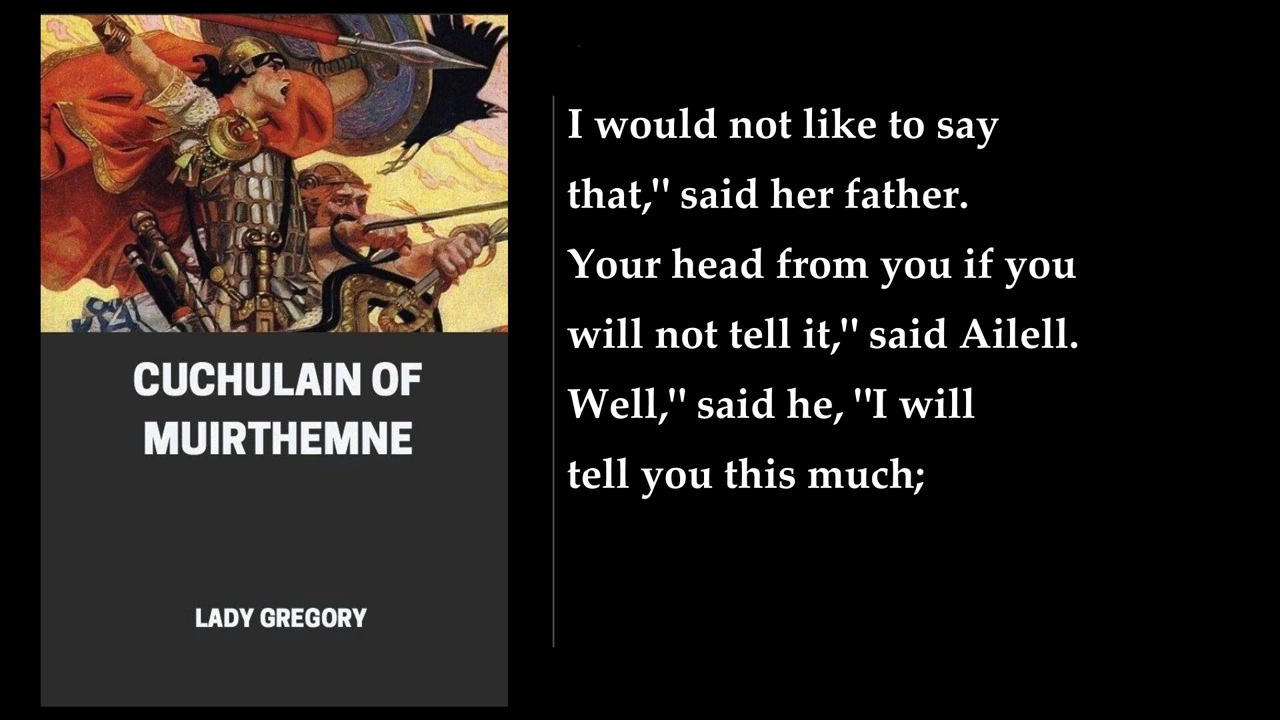 CUCHULAIN OF
MUIRTHEMNE
LADY GREGORY
I would not like to say
that," said her father.
Your head from you if you
will not tell it," said Ailell.
Well," said he, "I will
tell you this much;